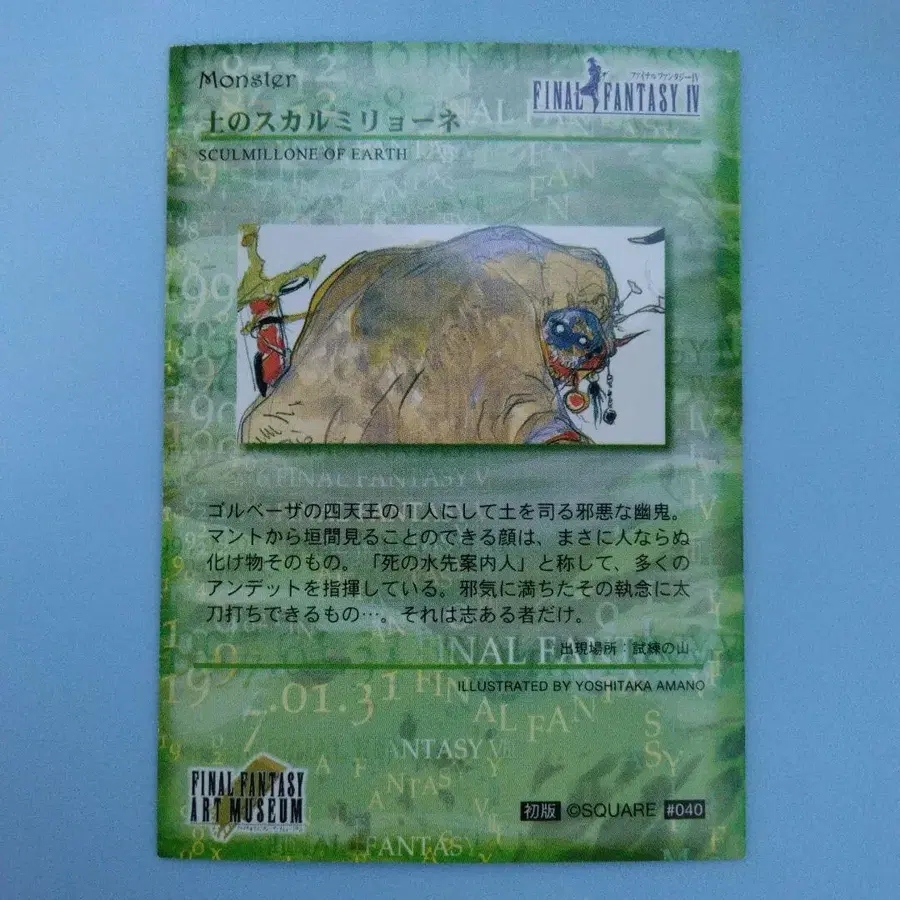 Monster
ファイナルファンタジーIV
FINAL FANTASY IV
土のスカルミリョーネ
SCULMILLONE OF EARTH
ゴルベーザの四天王の1人にして土を司る邪悪な幽鬼。
マントから垣間見ることのできる顔は、まさに人ならぬ
化け物そのもの。「死の水先案内人」と称して、多くの
アンデットを指揮している。邪気に満ちたその執念に太
刀打ちできるもの…。それは志ある者だけ。
出現場所：試練の山
ILLUSTRATED BY YOSHITAKA AMANO
FINAL FANTASY
ART MUSEUM
初版 ©SQUARE #040